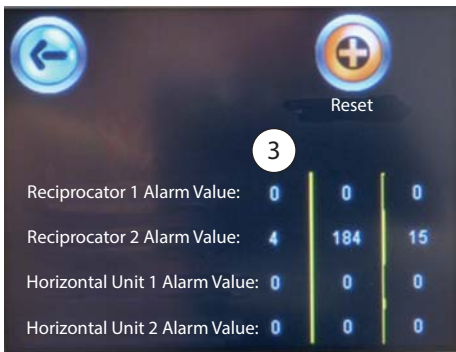 Reset
3
Reciprocator 1 Alarm Value: 0 0 0
Reciprocator 2 Alarm Value: 4 184 15
Horizontal Unit 1 Alarm Value: 0 0 0
Horizontal Unit 2 Alarm Value: 0 0 0